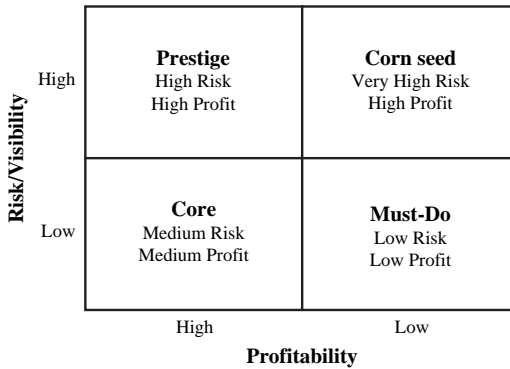 Risk/Visibility
High
Prestige
High Risk
High Profit
Corn seed
Very High Risk
High Profit
Low
Core
Medium Risk
Medium Profit
Must-Do
Low Risk
Low Profit
High
Low
Profitability